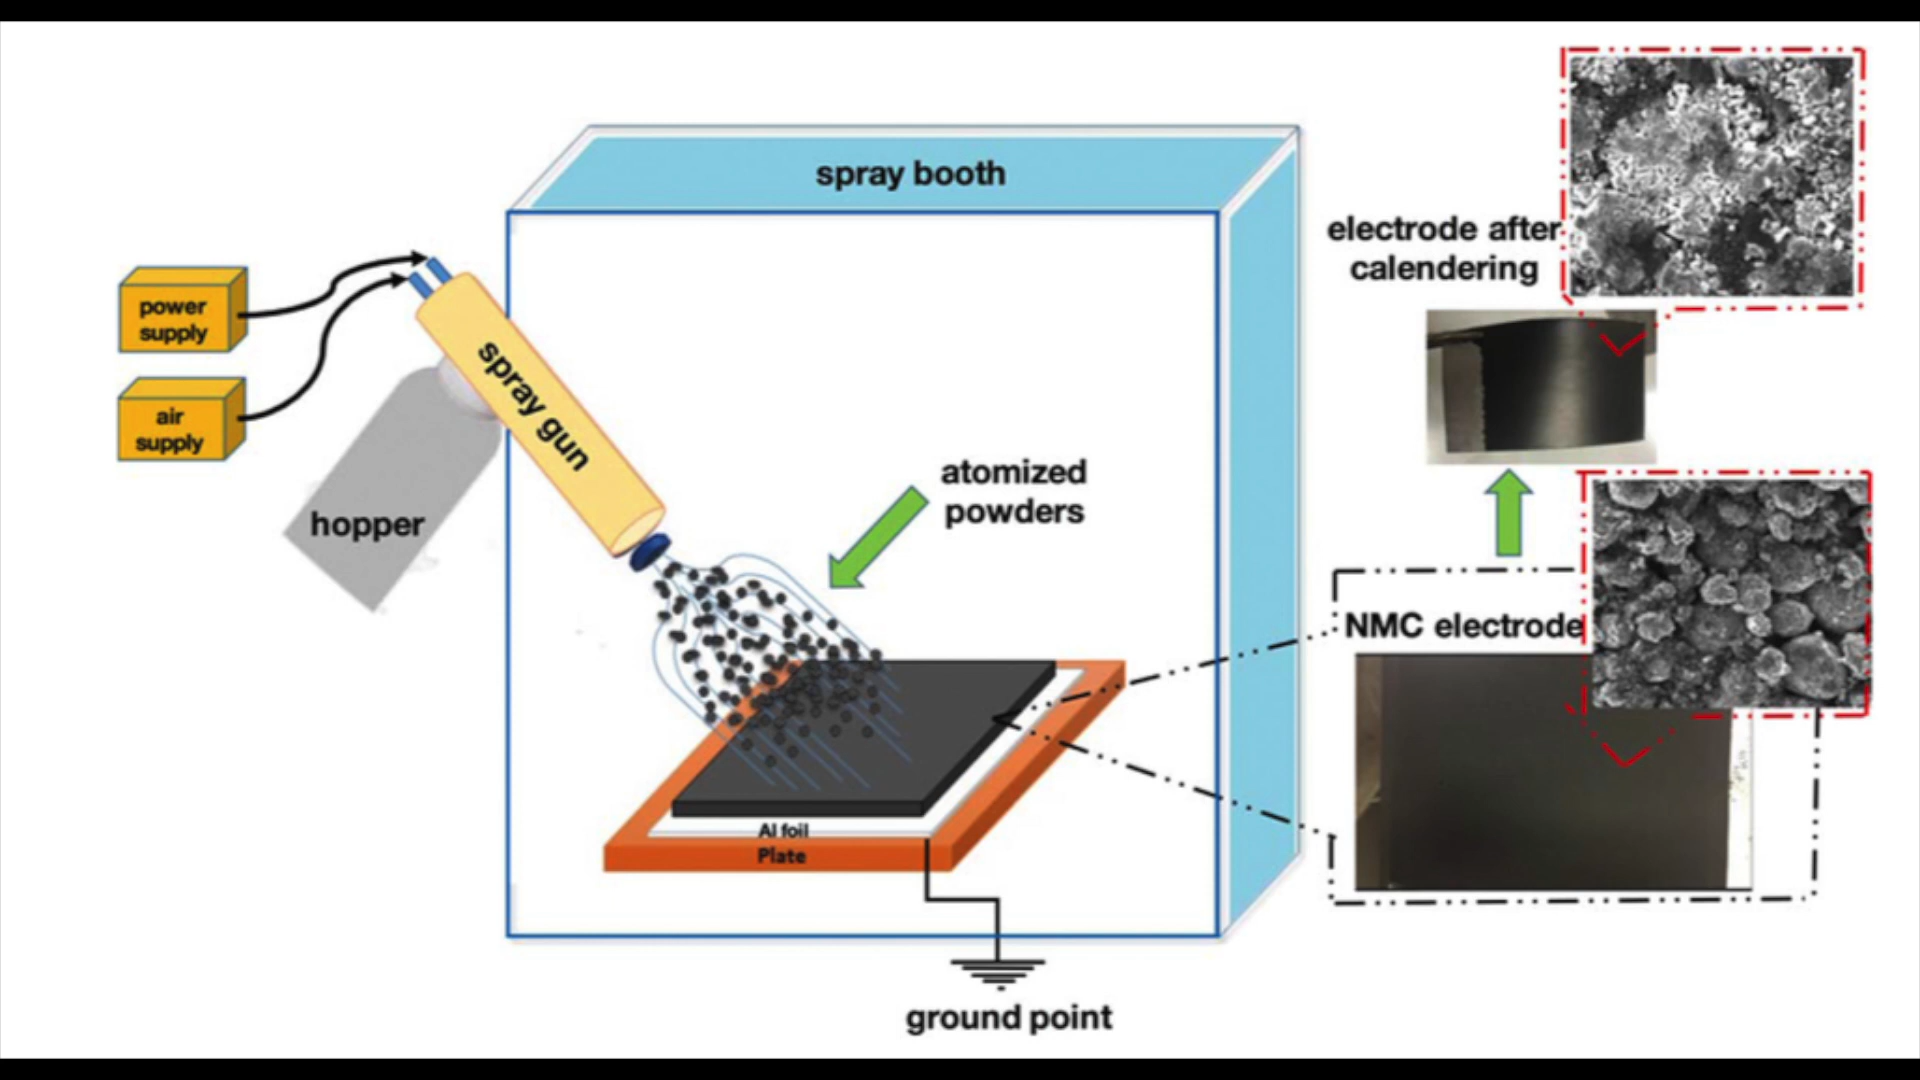 spray booth
electrode after
calendering
power
supply
spray gun
air
supply
atomized
powders
hopper
NMC electrode
Al foil
Plate
ground point